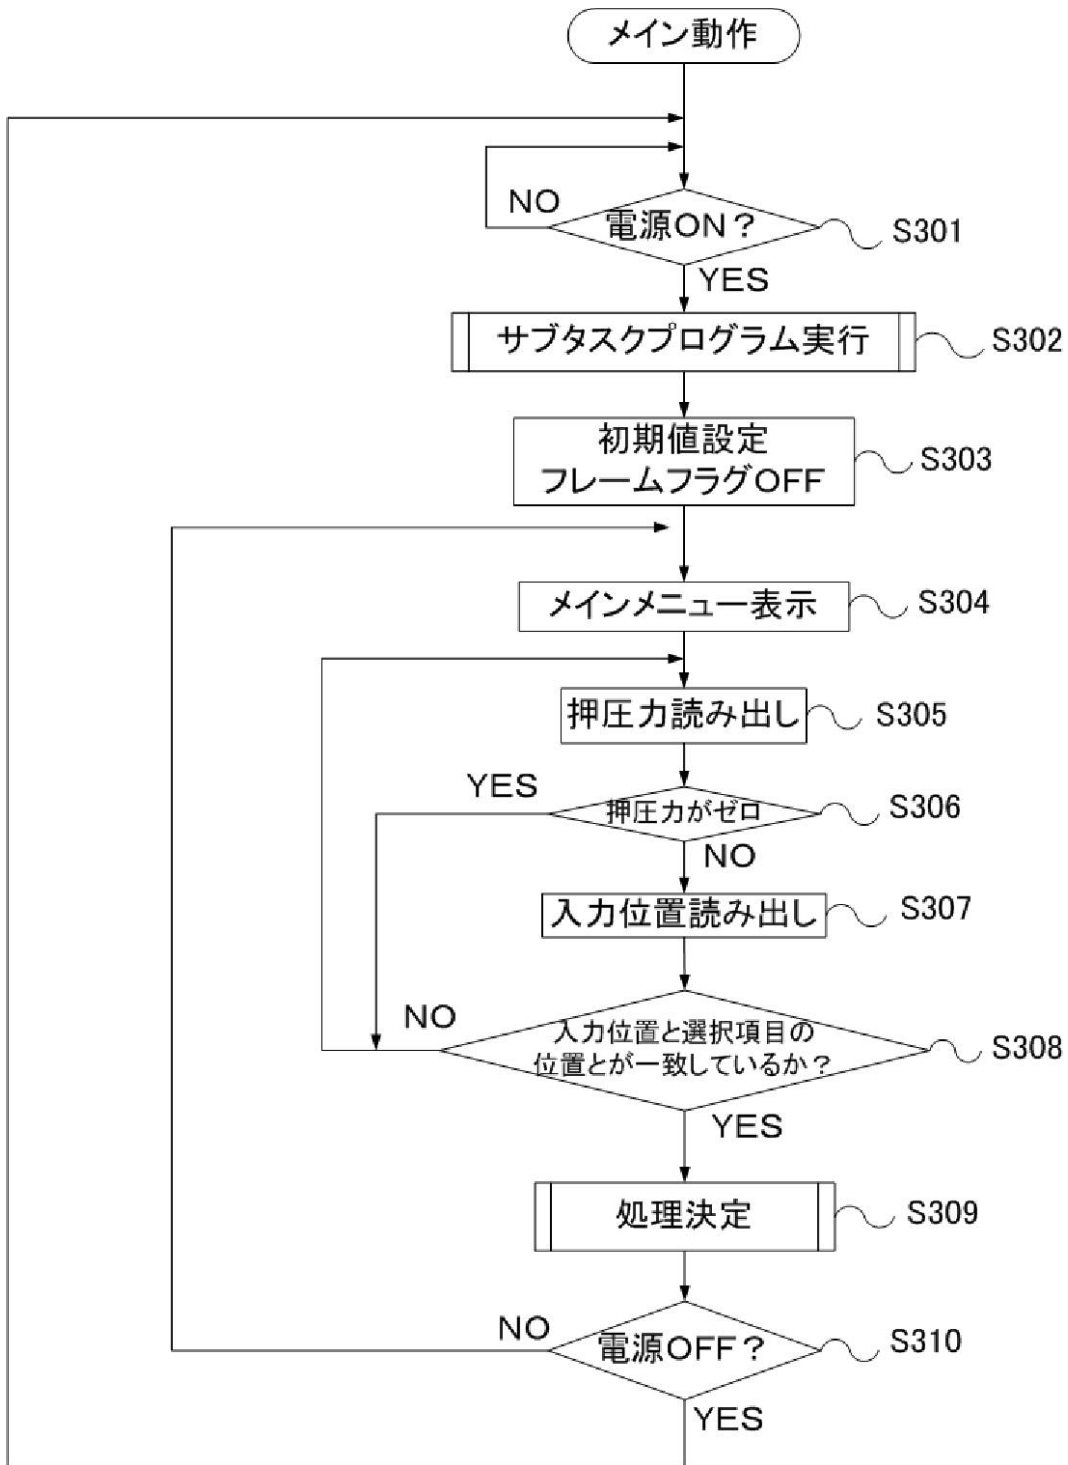 メイン動作
NO
電源ON?
S301
YES
サブタスクプログラム実行
S302
初期値設定
フレームフラグOFF
S303
メインメニュー表示
S304
押圧力読み出し
S305
YES
押圧力がゼロ
S306
NO
入力位置読み出し
S307
NO
入力位置と選択項目の
位置とが一致しているか?
S308
YES
処理決定
S309
NO
電源OFF?
S310
YES